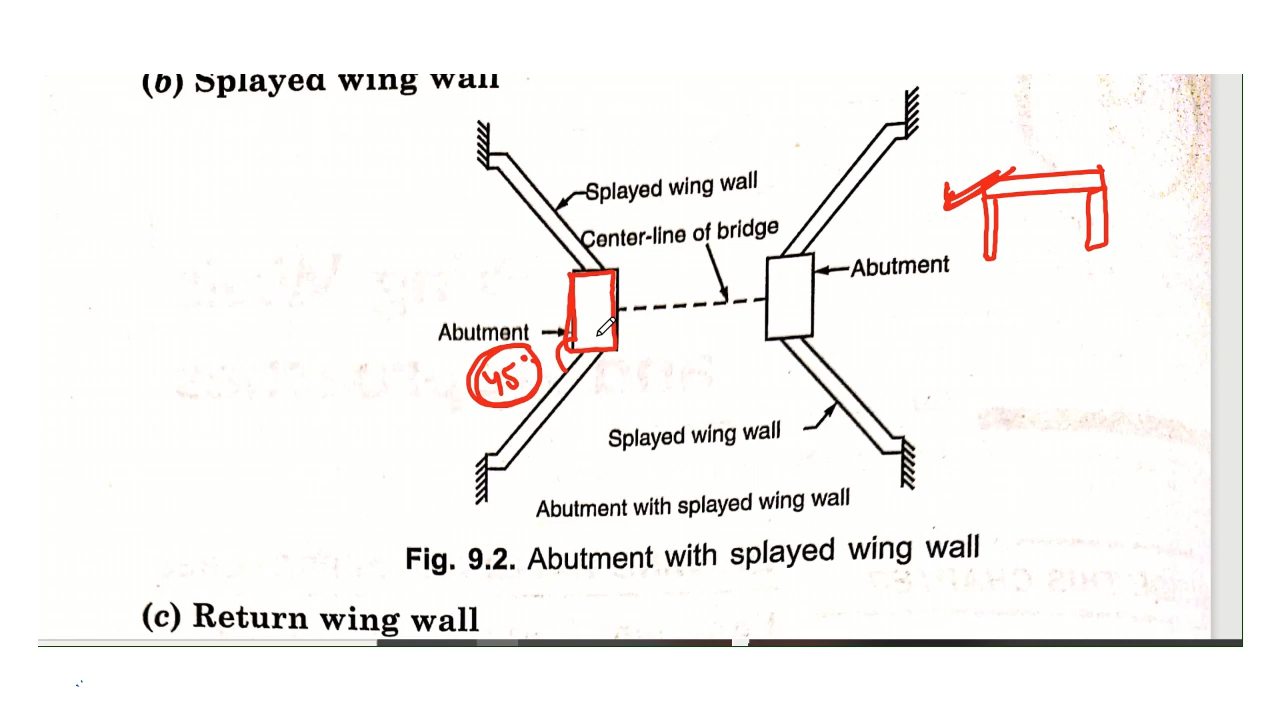 (b) Splayed wing wall
Splayed wing wall
Center-line of bridge
Abutment
Abutment
45°
Splayed wing wall
Abutment with splayed wing wall
Fig. 9.2. Abutment with splayed wing wall
(c) Return wing wall